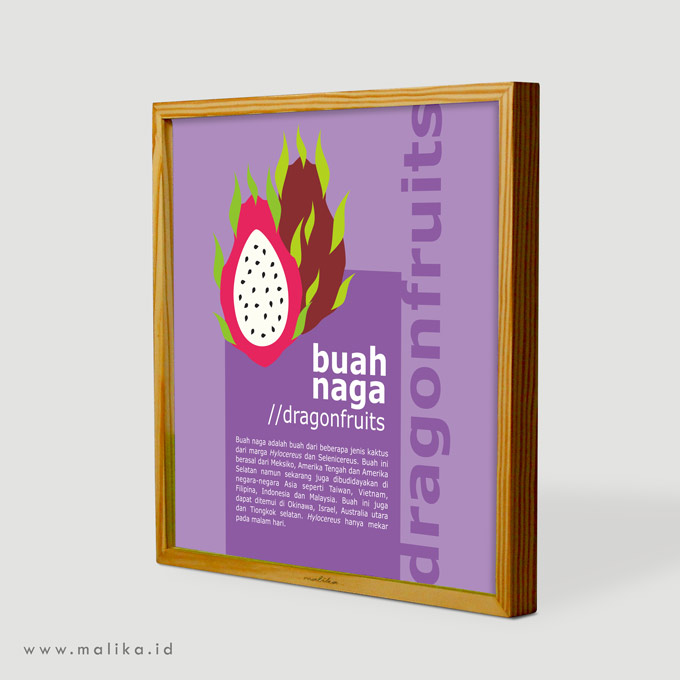 dragonfruits
buah
naga
//dragonfruits
Buah naga adalah buah dari beberapa jenis kaktus
dari marga Hylocereus dan Selenicereus. Buah ini
berasal dari Meksiko, Amerika Tengah dan Amerika
Selatan namun sekarang juga dibudidayakan di
negara-negara Asia seperti Taiwan, Vietnam,
Filipina, Indonesia dan Malaysia. Buah ini juga
dapat ditemui di Okinawa, Israel, Australia utara
dan Tiongkok selatan. Hylocereus hanya mekar
pada malam hari.
malika
www.malika.id